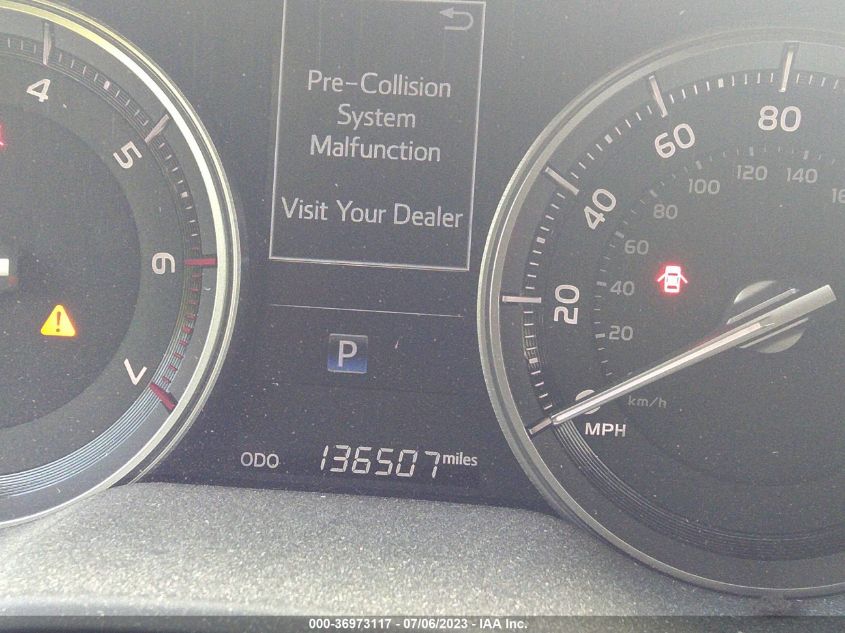 Pre-Collision
System
Malfunction
Visit Your Dealer
4
5
6
7
P
ODO 136507 miles
20
40
60
80
20
40
60
80
100
120
140
km/h
MPH
000-36973117 - 07/06/2023 - IAA Inc.